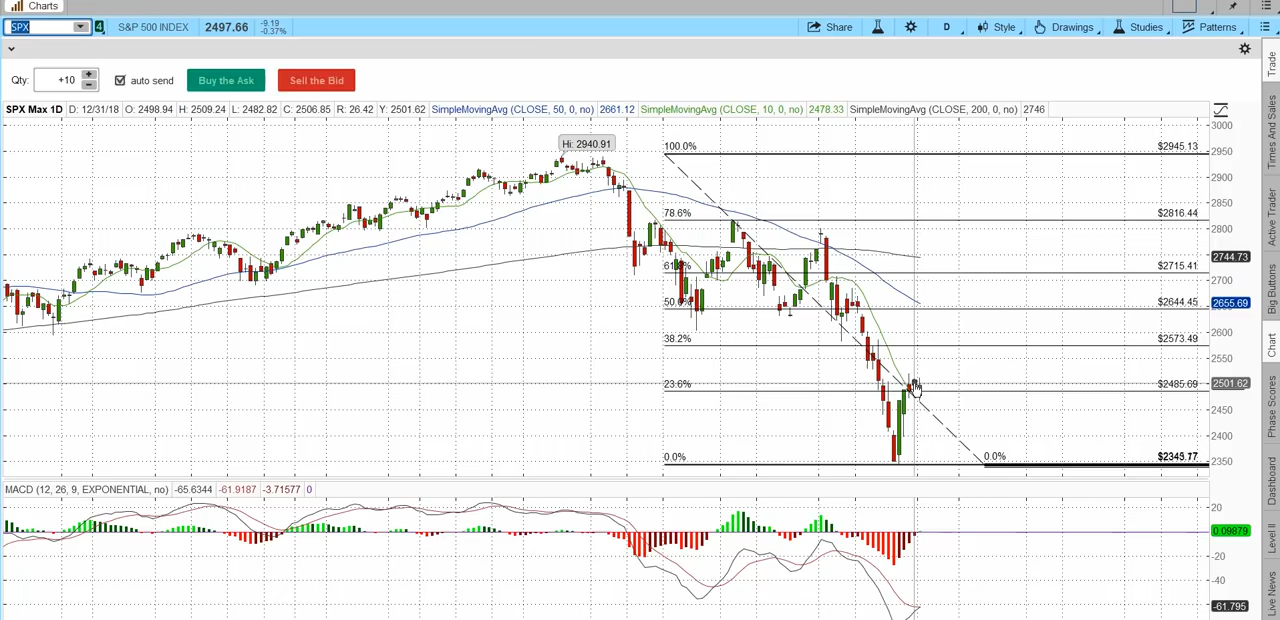 Charts
SPX 4 S&P 500 INDEX 2497.66 -9.19 -0.37% Share D Style Drawings Studies Patterns
Qty: +10 auto send Buy the Ask Sell the Bid
SPX Max 1D D: 12/31/18 O: 2498.94 H: 2509.24 L: 2482.82 C: 2506.85 R: 26.42 Y: 2501.62 SimpleMovingAvg (CLOSE, 50, 0, no) 2661.12 SimpleMovingAvg (CLOSE, 10, 0, no) 2478.33 SimpleMovingAvg (CLOSE, 200, 0, no) 2746
3000
Hi: 2940.91
100.0% $2945.13
2950
2900
2850
78.6% $2816.44
2800
2744.73
$2715.41
2700
50.0% $2644.45
2655.69
2600
38.2% $2573.49
2550
23.6% $2485.69
2501.62
2450
2400
0.0% 0.0%
2350
MACD (12, 26, 9, EXPONENTIAL, no) -65.6344 -61.9187 -3.71577 0
20
0.09879
-20
-40
-61.795
Trade
Times And Sales
Active Trader
Big Buttons
Chart
Phase Scores
Dashboard
Level II
Live News